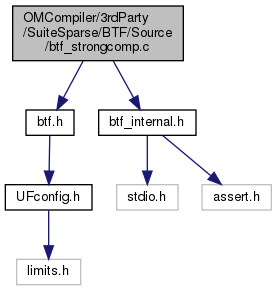 OMCompiler/3rdParty
/SuiteSparse/BTF/Source
/btf_strongcomp.c
btf.h
btf_internal.h
UFconfig.h
stdio.h
assert.h
limits.h